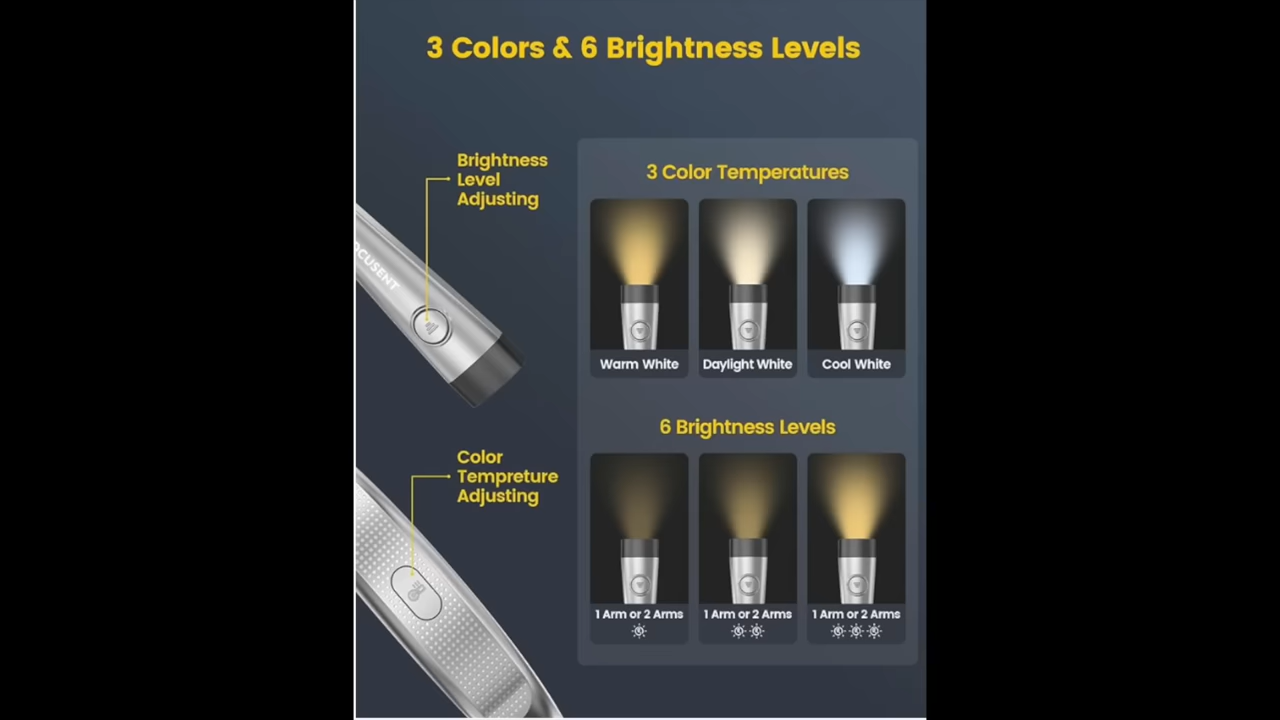 3 Colors & 6 Brightness Levels
Brightness
Level
Adjusting
OCUSENT
Color
Tempreture
Adjusting
3 Color Temperatures
Warm White
Daylight White
Cool White
6 Brightness Levels
1 Arm or 2 Arms
1 Arm or 2 Arms
1 Arm or 2 Arms